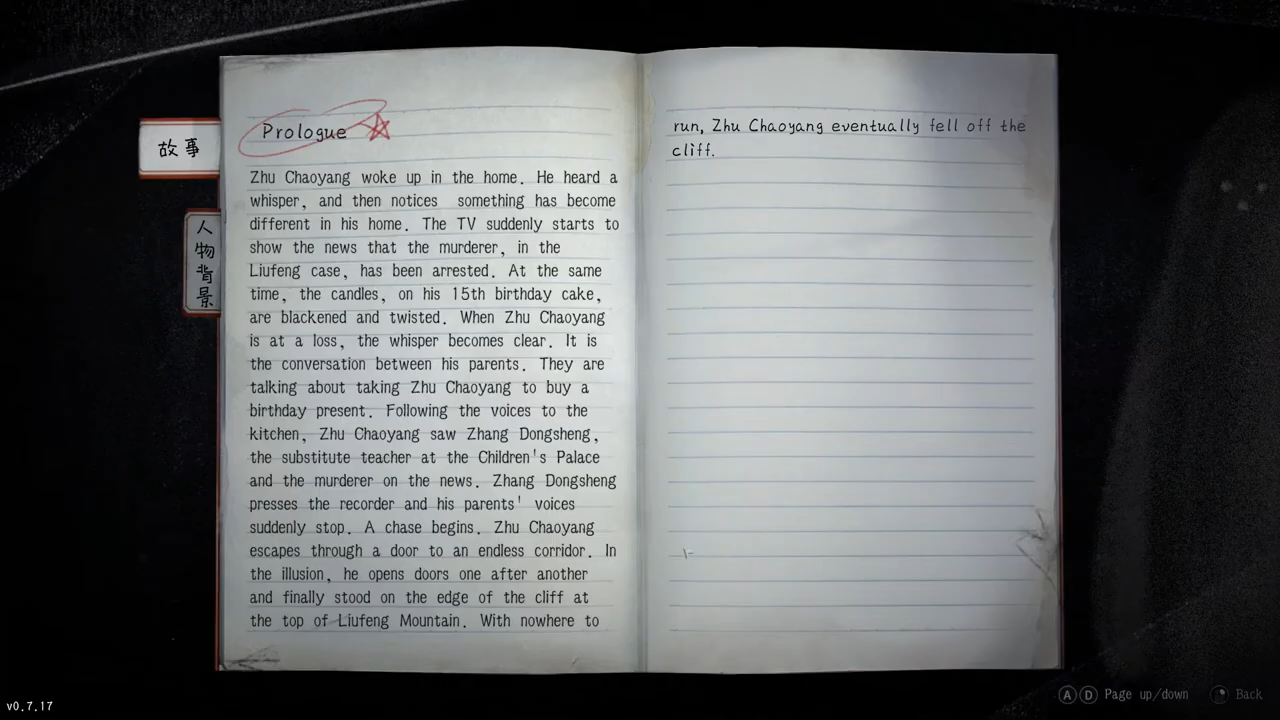 故事
人物背景
Prologue
Zhu Chaoyang woke up in the home. He heard a
whisper, and then notices something has become
different in his home. The TV suddenly starts to
show the news that the murderer, in the
Liufeng case, has been arrested. At the same
time, the candles, on his 15th birthday cake,
are blackened and twisted. When Zhu Chaoyang
is at a loss, the whisper becomes clear. It is
the conversation between his parents. They are
talking about taking Zhu Chaoyang to buy a
birthday present. Following the voices to the
kitchen, Zhu Chaoyang saw Zhang Dongsheng,
the substitute teacher at the Children's Palace
and the murderer on the news. Zhang Dongsheng
presses the recorder and his parents' voices
suddenly stop. A chase begins. Zhu Chaoyang
escapes through a door to an endless corridor. In
the illusion, he opens doors one after another
and finally stood on the edge of the cliff at
the top of Liufeng Mountain. With nowhere to
run, Zhu Chaoyang eventually fell off the
cliff.
A D Page up/down Back
v0.7.17